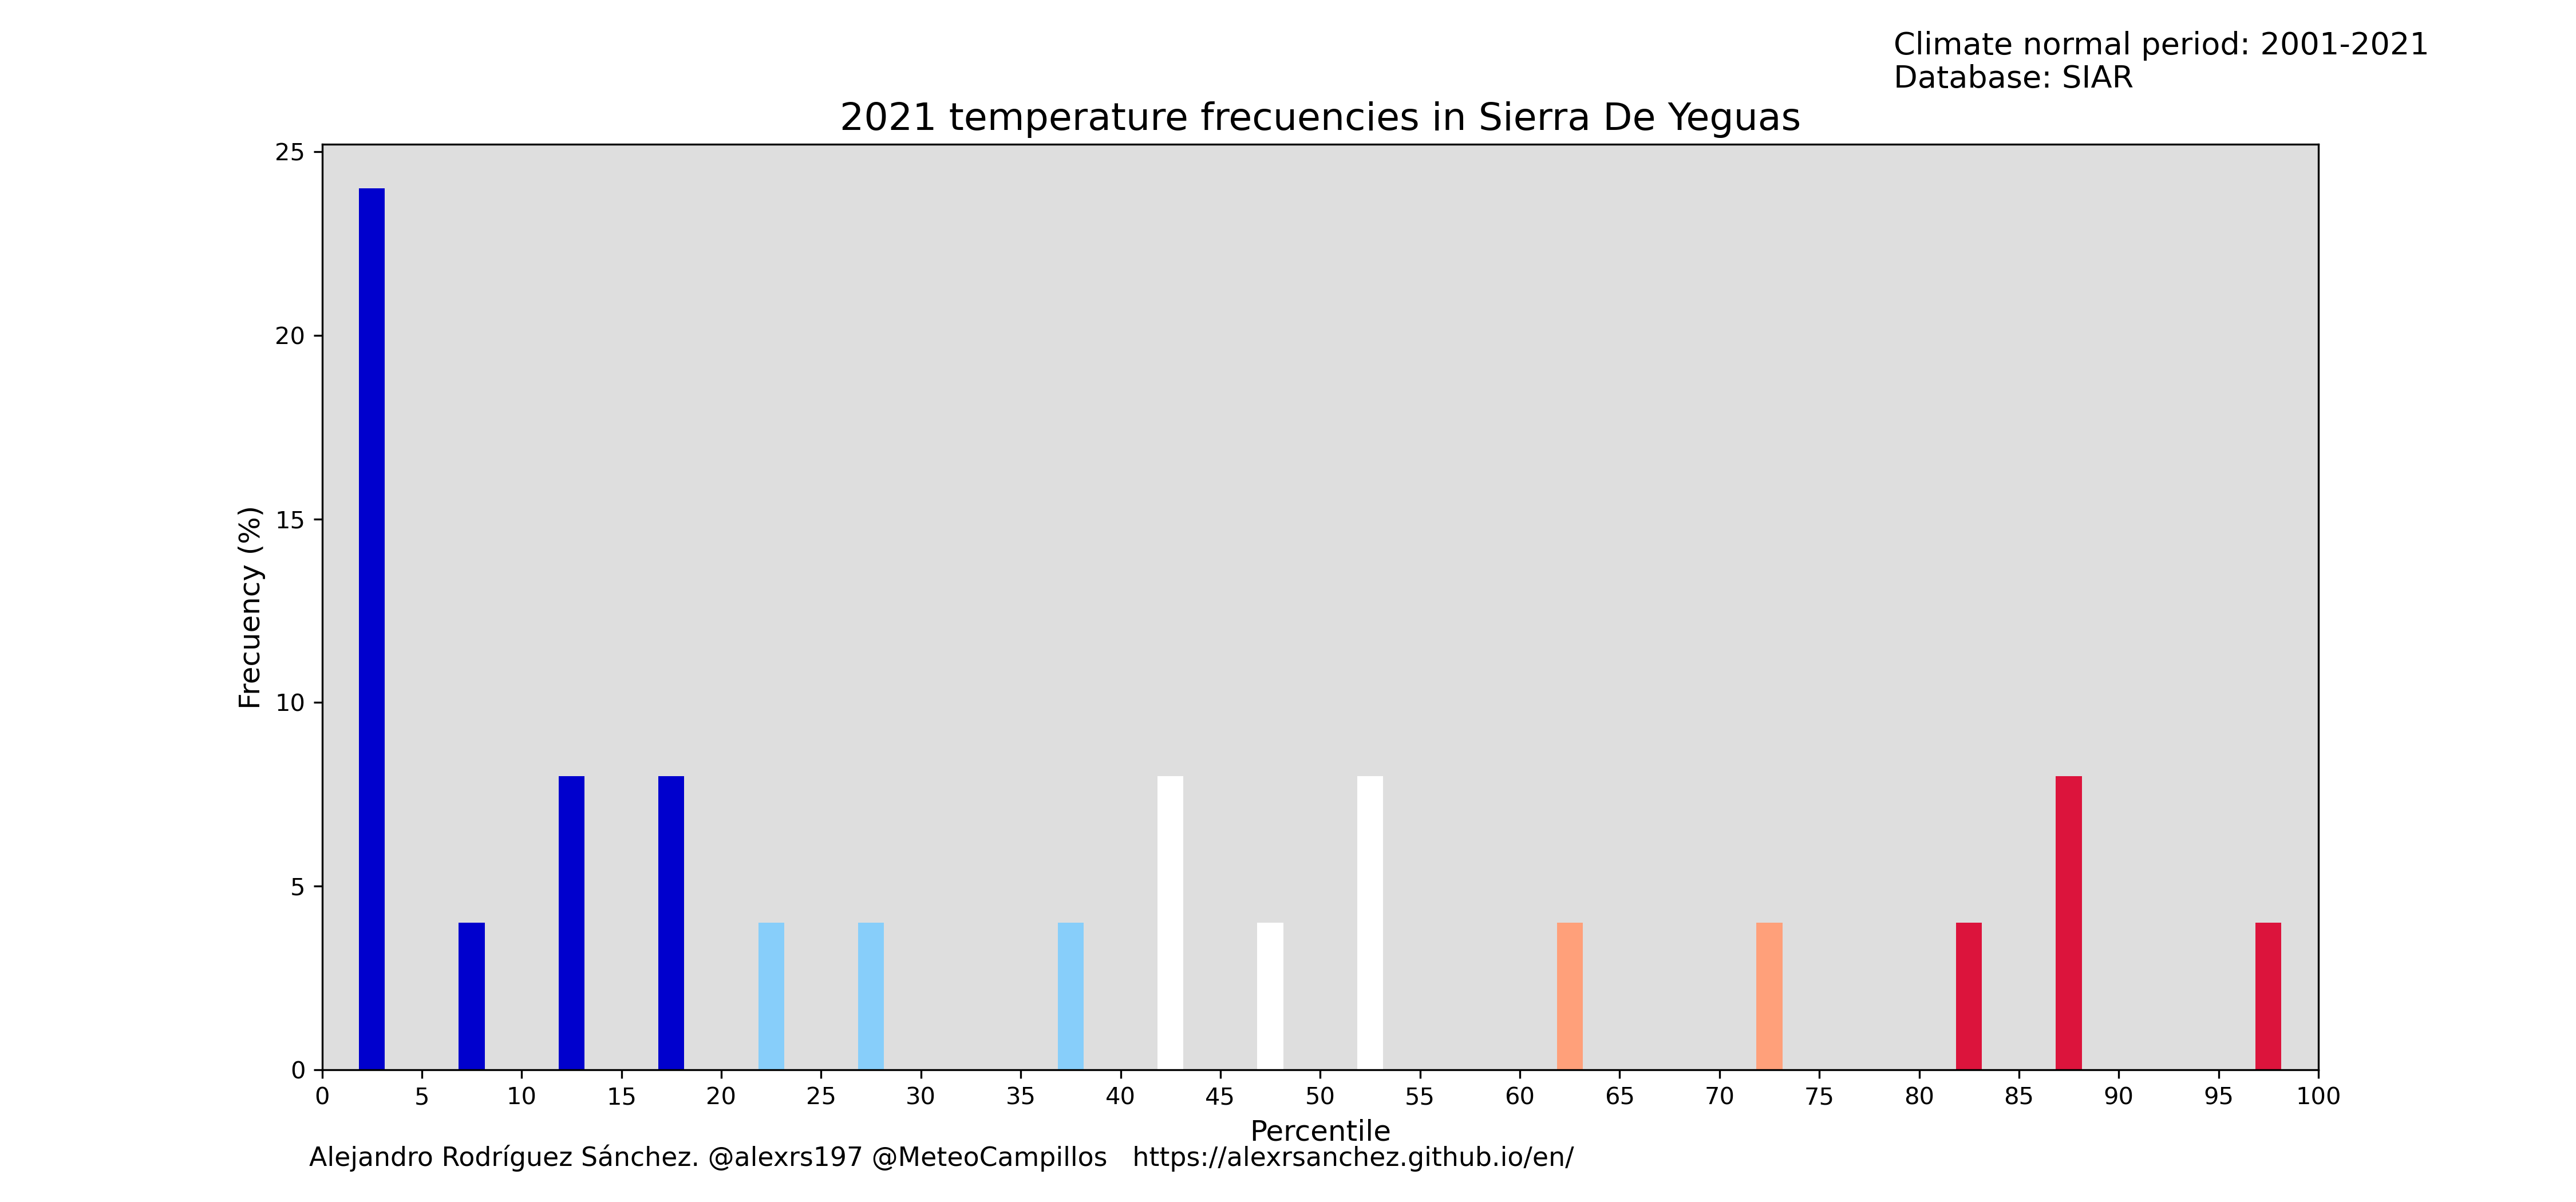 Climate normal period: 2001-2021
Database: SIAR
2021 temperature frecuencies in Sierra De Yeguas
25
20
15
10
5
0
Frecuency (%)
0 5 10 15 20 25 30 35 40 45 50 55 60 65 70 75 80 85 90 95 100
Percentile
Alejandro Rodríguez Sánchez. @alexrs197 @MeteoCampillos https://alexrsanchez.github.io/en/